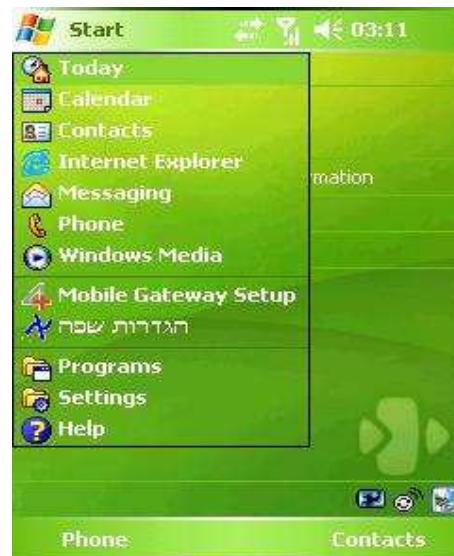 Start 03:11
Today
Calendar
Contacts
Internet Explorer
mation
Messaging
Phone
Windows Media
Mobile Gateway Setup
הגדרות שפה
Programs
Settings
Help
Phone Contacts